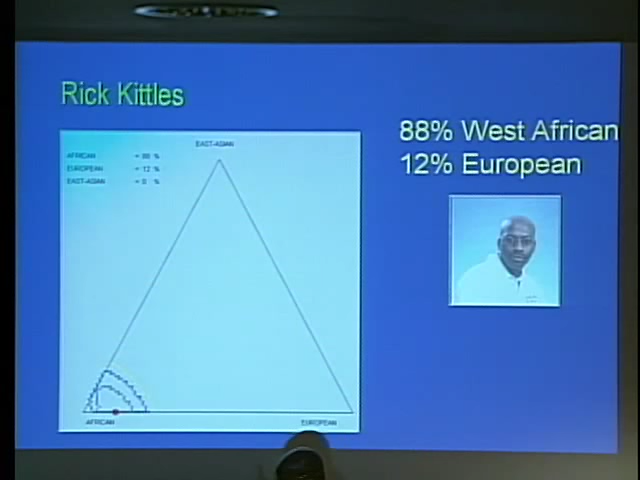 Rick Kittles
88% West African
12% European
EAST-ASIAN
AFRICAN = 88 %
EUROPEAN = 12 %
EAST-ASIAN = 0 %
AFRICAN
EUROPEAN